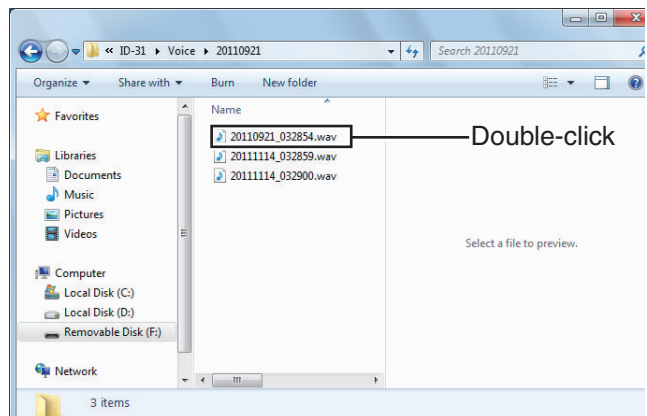 « ID-31 ▸ Voice ▸ 20110921
Search 20110921
Organize ▾ Share with ▾ Burn New folder
Favorites
Libraries
Documents
Music
Pictures
Videos
Computer
Local Disk (C:)
Local Disk (D:)
Removable Disk (F:)
Network
Name
20110921_032854.wav
20111114_032859.wav
20111114_032900.wav
Double-click
Select a file to preview.
3 items